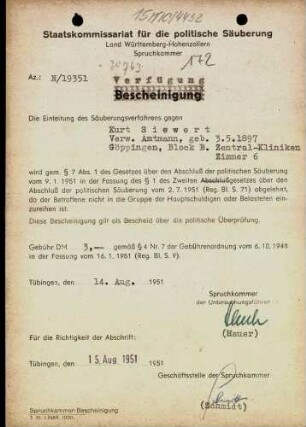 15/11/C/4432
Staatskommissariat für die politische Säuberung
Land Württemberg-Hohenzollern
Spruchkammer
20763 142
Az.: N/19351
Verfügung
Bescheinigung
Die Einleitung des Säuberungsverfahrens gegen
Kurt Siewert
Verw. Amtmann, geb. 3.5.1897
Göppingen, Block B. Zentral-Kliniken
Zimmer 6
wird gem. § 7 Abs. 1 des Gesetzes über den Abschluß der politischen Säuberung
vom 9. 1. 1951 in der Fassung des § 1 des Zweiten Abschlußgesetzes über den
Abschluß der politischen Säuberung vom 2. 7. 1951 (Reg. Bl. S. 71) abgelehnt,
da der Betroffene nicht in die Gruppe der Hauptschuldigen oder Belasteten
einzureihen ist.
Diese Bescheinigung gilt als Bescheid über die politische Überprüfung.
Gebühr DM 3,— gemäß § 4 Nr. 7 der Gebührenordnung vom 6. 10. 1948
in der Fassung vom 16. 1. 1951 (Reg. Bl. S. 9).
Tübingen, den 14. Aug. 1951
Spruchkammer
der Untersuchungsführer
(Hauer)
Für die Richtigkeit der Abschrift:
Tübingen, den 15. Aug. 1951
Geschäftsstelle der Spruchkammer
(Schmidt)
Spruchkammer-Bescheinigung